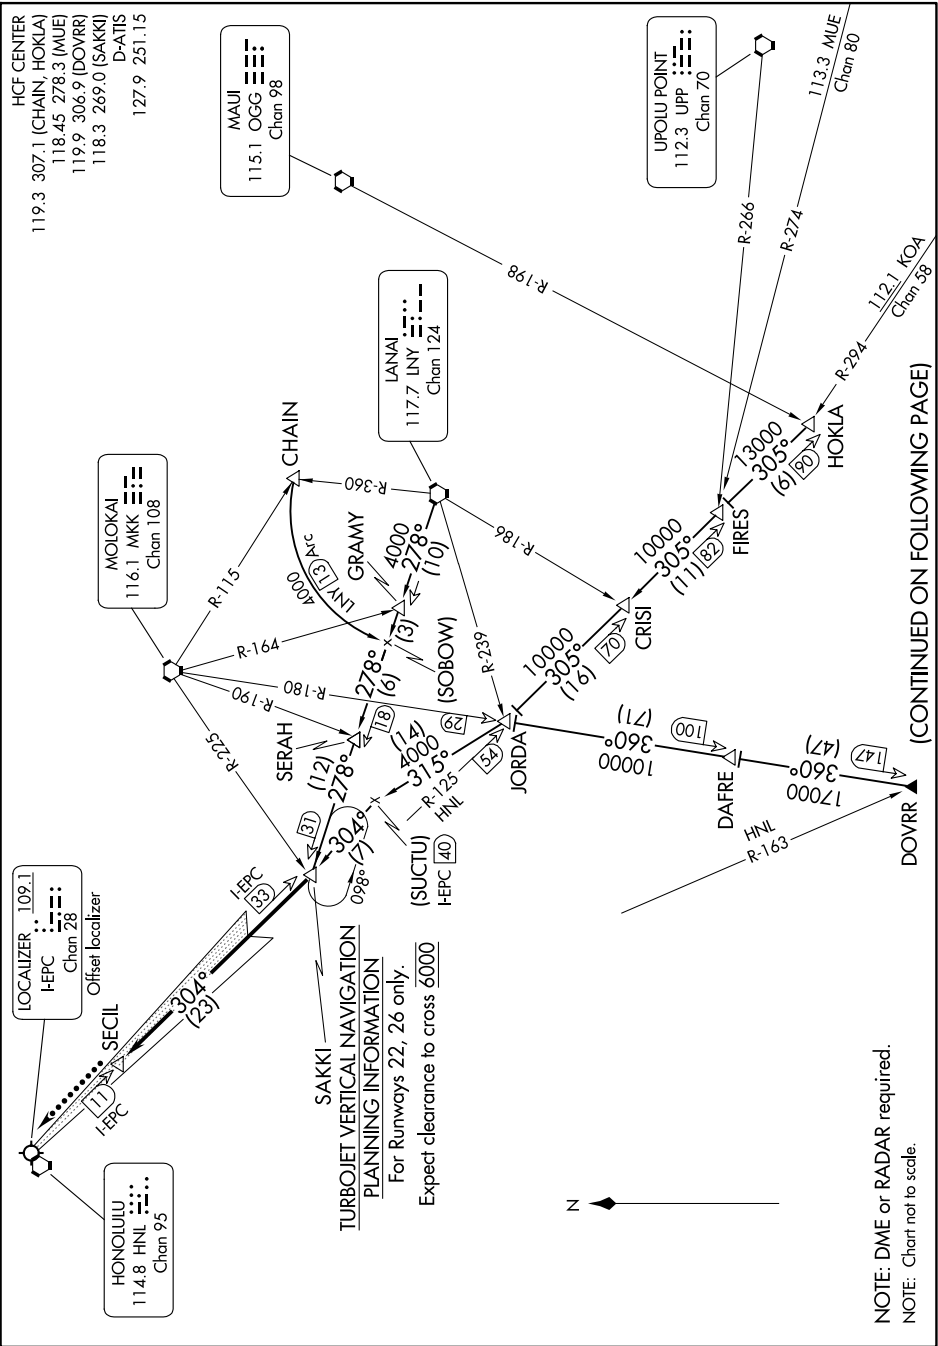 HCF CENTER
119.3 307.1 (CHAIN, HOKLA)
118.45 278.3 (MUE)
119.9 306.9 (DOVRR)
118.3 269.0 (SAKKI)
D-ATIS
127.9 251.15
MAUI
115.1 OGG
Chan 98
UPOLU POINT
112.3 UPP
Chan 70
113.3 MUE
Chan 80
R-266
R-274
R-198
112.1 KOA
Chan 58
R-294
LANAI
117.7 LNY
Chan 124
MOLOKAI
116.1 MKK
Chan 108
CHAIN
R-360
R-115
4000
LNY 13 Arc
GRAMY
4000
278°
(10)
R-186
R-164
(3)
(SOBOW)
R-239
R-180
R-190
278°
(6)
18
SERAH
R-225
(12)
278°
31
29
13000
305°
(6)
90
HOKLA
FIRES
10000
305°
(11)
82
CRISI
10000
305°
(16)
70
JORDA
(14)
4000
315°
54
R-125
HNL
(71)
360°
10000
100
DAFRE
(47)
360°
17000
147
DOVRR
HNL
R-163
(SUCTU)
I-EPC 40
304°
(7)
098°
LOCALIZER 109.1
I-EPC
Chan 28
Offset localizer
I-EPC
33
SECIL
304°
(23)
11
I-EPC
SAKKI
HONOLULU
114.8 HNL
Chan 95
TURBOJET VERTICAL NAVIGATION
PLANNING INFORMATION
For Runways 22, 26 only.
Expect clearance to cross 6000
N
NOTE: DME or RADAR required.
NOTE: Chart not to scale.
(CONTINUED ON FOLLOWING PAGE)